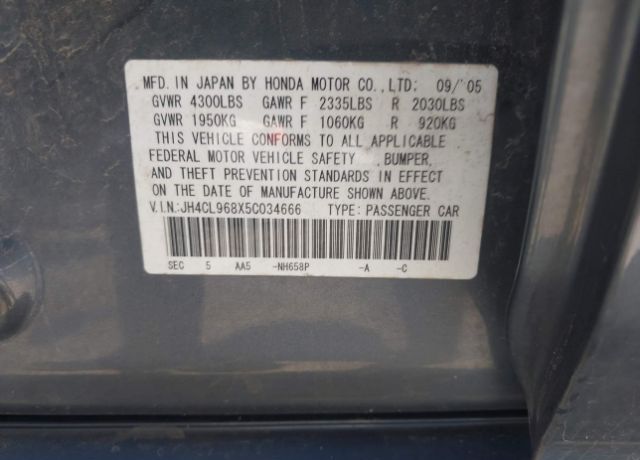 MFD. IN JAPAN BY HONDA MOTOR CO., LTD: 09/'05
GVWR 4300LBS GAWR F 2335LBS R 2030LBS
GVWR 1950KG GAWR F 1060KG R 920KG
THIS VEHICLE CONFORMS TO ALL APPLICABLE
FEDERAL MOTOR VEHICLE SAFETY ,BUMPER,
AND THEFT PREVENTION STANDARDS IN EFFECT
ON THE DATE OF MANUFACTURE SHOWN ABOVE.
V.I.N:JH4CL968X5C034666 TYPE: PASSENGER CAR
SEC 5 AA5 -NH658P -A -C